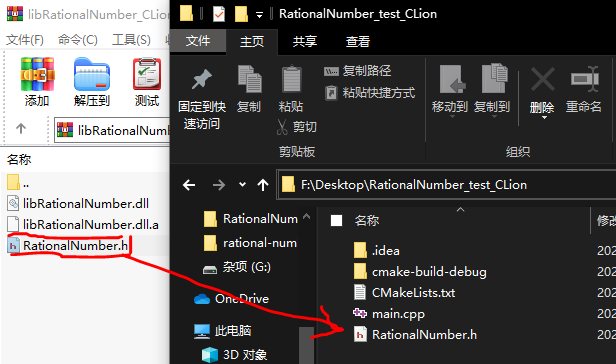 libRationalNumber_CLion
文件(F)
命令(C)
工具(S)
添加
解压到
测试
libRationalNumb
名称
..
libRationalNumber.dll
libRationalNumber.dll.a
RationalNumber.h
RationalNumber_test_CLion
文件
主页
共享
查看
固定到快
速访问
复制
粘贴
复制路径
粘贴快捷方式
剪切
移动到
复制到
删除
重命名
剪贴板
组织
F:\Desktop\RationalNumber_test_CLion
RationalNum
rational-num
杂项 (G:)
OneDrive
此电脑
3D 对象
名称
修
.idea
202
cmake-build-debug
202
CMakeLists.txt
202
main.cpp
202
RationalNumber.h
202